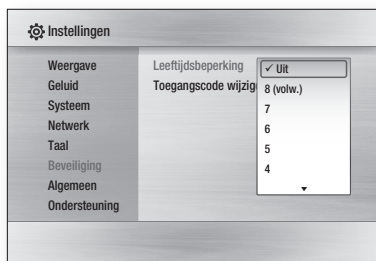 Instellingen
Weergave
Geluid
Systeem
Netwerk
Taal
Beveiliging
Algemeen
Ondersteuning
Leeftijdsbeperking
Toegangscode wijzig
✓ Uit
8 (volw.)
7
6
5
4